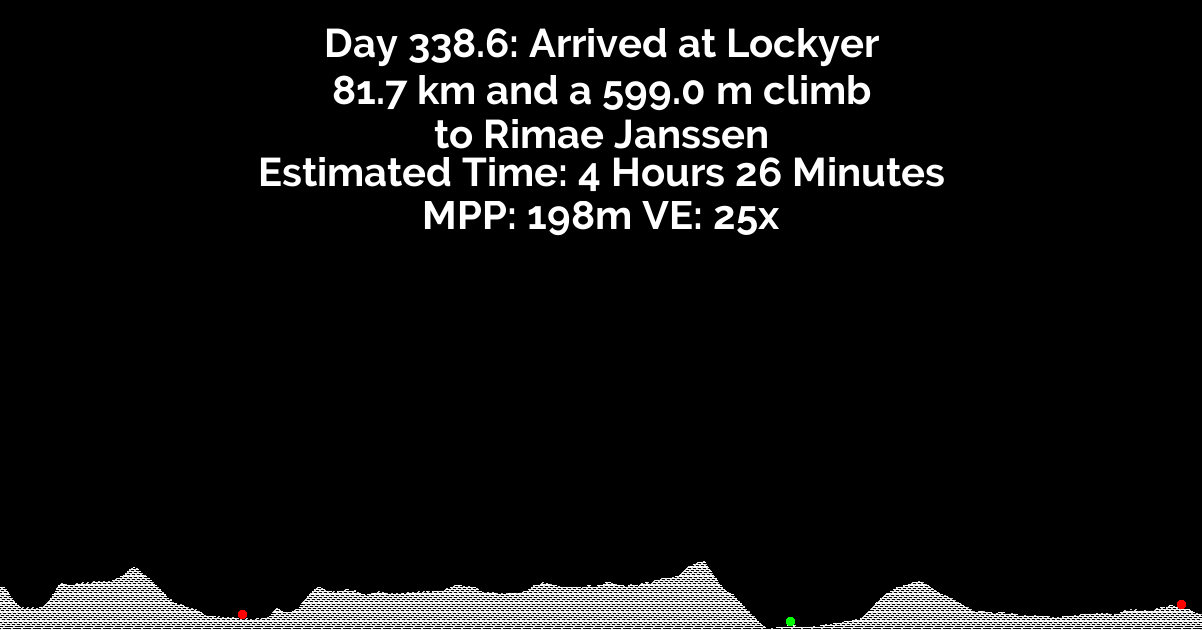 Day 338.6: Arrived at Lockyer
81.7 km and a 599.0 m climb
to Rimae Janssen
Estimated Time: 4 Hours 26 Minutes
MPP: 198m VE: 25x